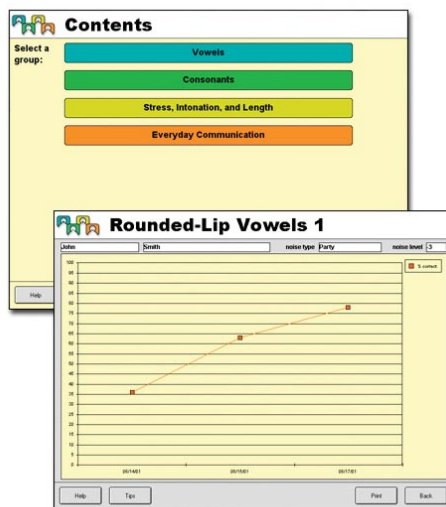 Contents
Select a
group:
Vowels
Consonants
Stress, Intonation, and Length
Everyday Communication
Help
Rounded-Lip Vowels 1
John Smith noise type Party noise level -3
% correct
100
95
90
85
80
75
70
65
60
55
50
45
40
35
30
25
20
15
10
5
0
Help Tips Print Back